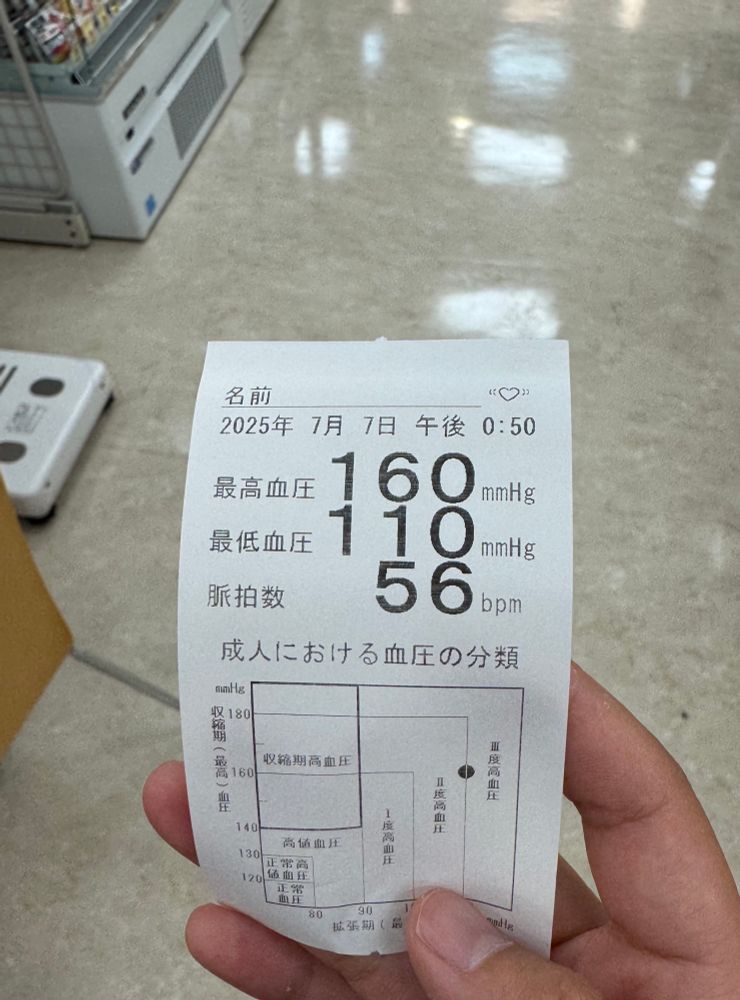 名前
2025年 7月 7日 午後 0:50
最高血圧 160 mmHg
最低血圧 110 mmHg
脈拍数 56 bpm
成人における血圧の分類
mmHg
収縮期(最高)血圧
180
160
140
130
120
収縮期高血圧
高値血圧
正常高
値血圧
正常
血圧
Ⅰ度高血圧
Ⅱ度高血圧
Ⅲ度高血圧
80
90
拡張期(最
mmHg